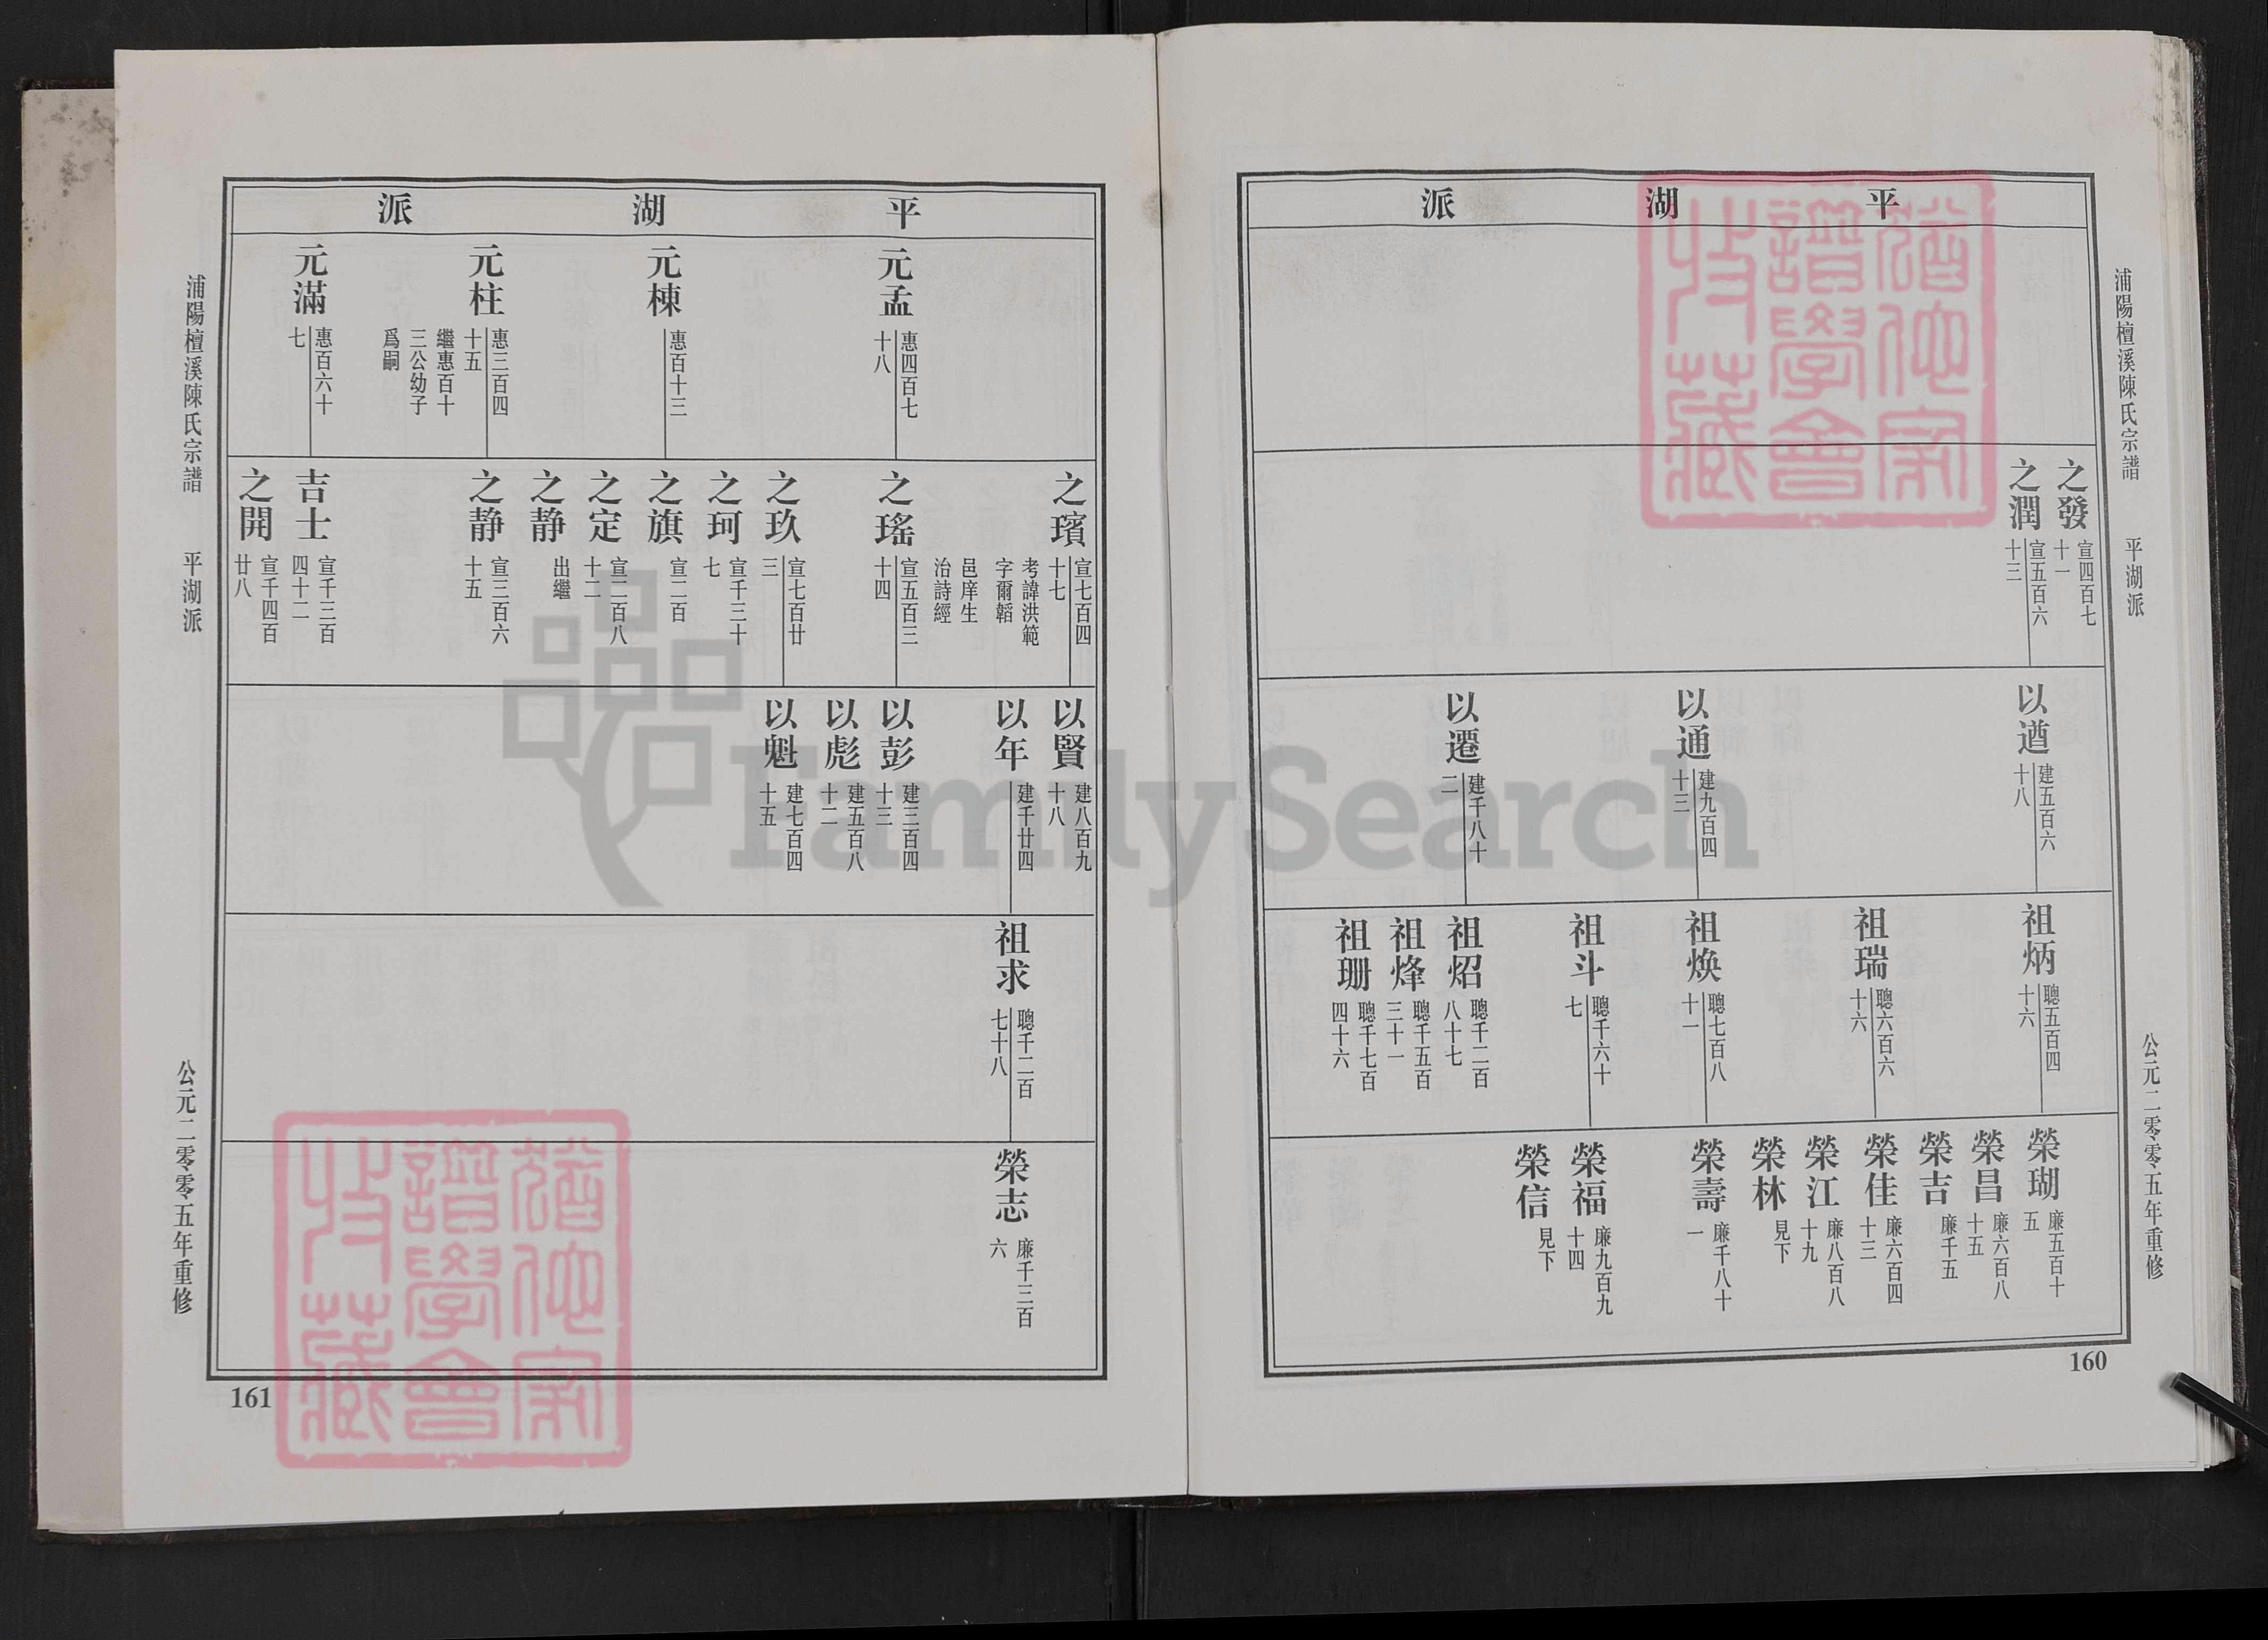 浦陽檀溪陳氏宗譜
平湖派
公元二零零五年重修
平湖派
之發
宣四百七
十一
之潤
宣五百六
十三
以遒
建五百六
十八
以通
建九百四
十三
以遷
建千八十
二
祖炳
聰五百四
十六
祖瑞
聰六百六
十六
祖焕
聰七百八
十一
祖斗
聰千六十
七
祖炤
聰千二百
八十七
祖烽
聰千五百
三十一
祖珊
聰千七百
四十六
榮瑚
廉五百十
五
榮昌
廉六百八
十五
榮吉
廉千五
榮佳
廉六百四
十三
榮江
廉八百八
十九
榮林
見下
榮壽
廉千八十
一
榮福
廉九百九
十四
榮信
見下
160
平湖派
元孟
惠四百七
十八
元棟
惠百十三
元柱
惠三百四
十五
繼惠百十
三公幼子
爲嗣
元滿
惠百六十
七
之璸
宣七百四
十七
考諱洪範
字爾韜
邑庠生
治詩經
之瑤
宣五百三
十四
之玖
宣七百廿
三
之珂
宣千三十
七
之旗
宣二百
之定
宣二百八
十二
之静
出繼
之静
宣三百六
十五
吉士
宣千三百
四十二
之開
宣千四百
廿八
以賢
建八百九
十八
以年
建千廿四
以彭
建三百四
十三
以彪
建五百八
十二
以魁
建七百四
十五
祖求
聰千二百
七十八
榮志
廉千三百
六
浦陽檀溪陳氏宗譜
平湖派
公元二零零五年重修
161
FamilySearch